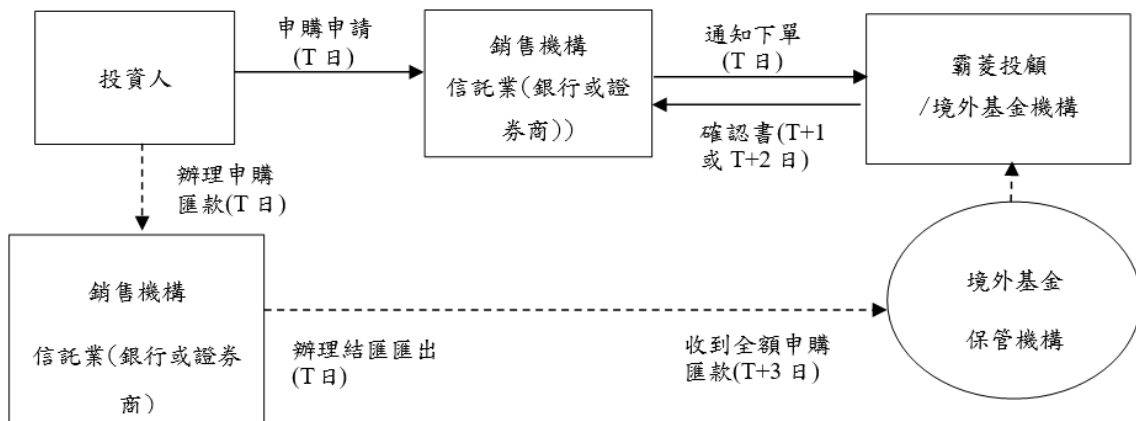 投資人
申購申請
(T 日)
銷售機構
信託業(銀行或證
券商))
通知下單
(T 日)
確認書(T+1
或 T+2 日)
霸菱投顧
/境外基金機構
辦理申購
匯款(T 日)
銷售機構
信託業(銀行或證券
商)
辦理結匯匯出
(T 日)
收到全額申購
匯款(T+3 日)
境外基金
保管機構